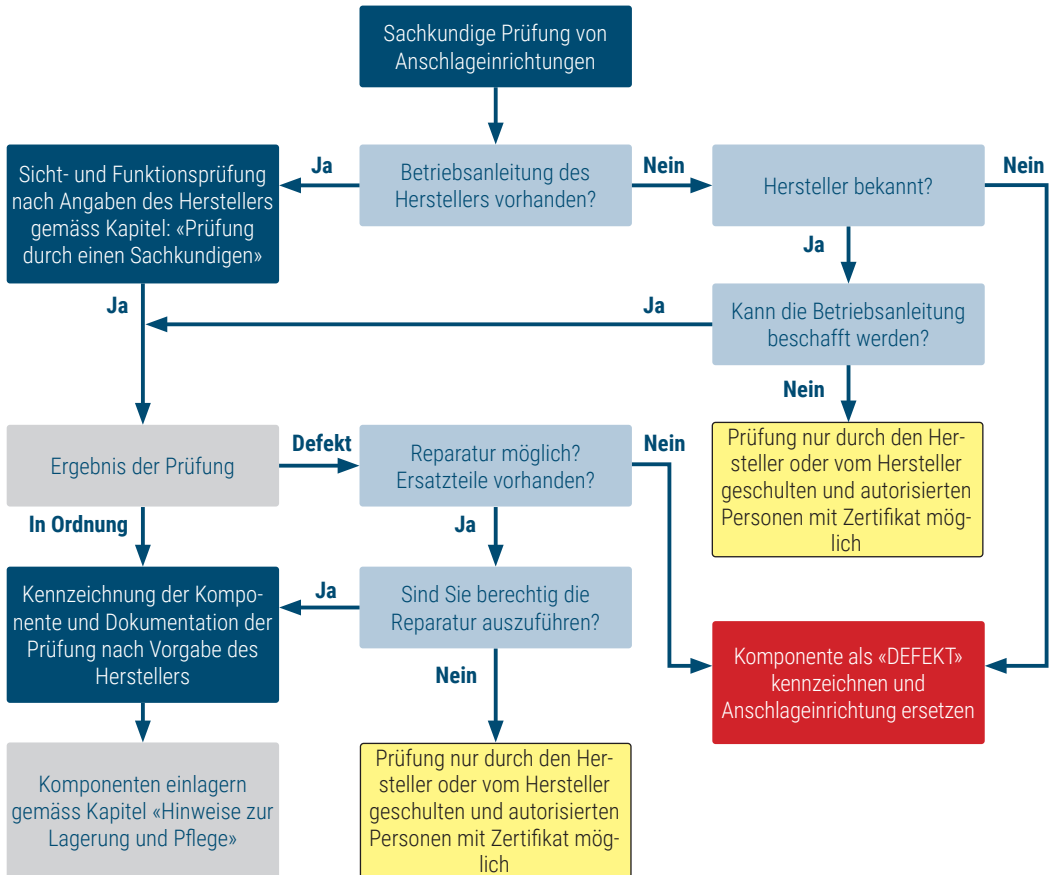 Sachkundige Prüfung von
Anschlageinrichtungen
Sicht- und Funktionsprüfung
nach Angaben des Herstellers
gemäss Kapitel: «Prüfung
durch einen Sachkundigen»
Ja
Betriebsanleitung des
Herstellers vorhanden?
Nein
Hersteller bekannt?
Nein
Ja
Ja
Ja
Kann die Betriebsanleitung
beschafft werden?
Nein
Prüfung nur durch den Her-
steller oder vom Hersteller
geschulten und autorisierten
Personen mit Zertifikat mög-
lich
Ergebnis der Prüfung
Defekt
Reparatur möglich?
Ersatzteile vorhanden?
Nein
In Ordnung
Ja
Kennzeichnung der Kompo-
nente und Dokumentation der
Prüfung nach Vorgabe des
Herstellers
Ja
Sind Sie berechtig die
Reparatur auszuführen?
Nein
Komponente als «DEFEKT»
kennzeichnen und
Anschlageinrichtung ersetzen
Komponenten einlagern
gemäss Kapitel «Hinweise zur
Lagerung und Pflege»
Prüfung nur durch den Her-
steller oder vom Hersteller
geschulten und autorisierten
Personen mit Zertifikat mög-
lich